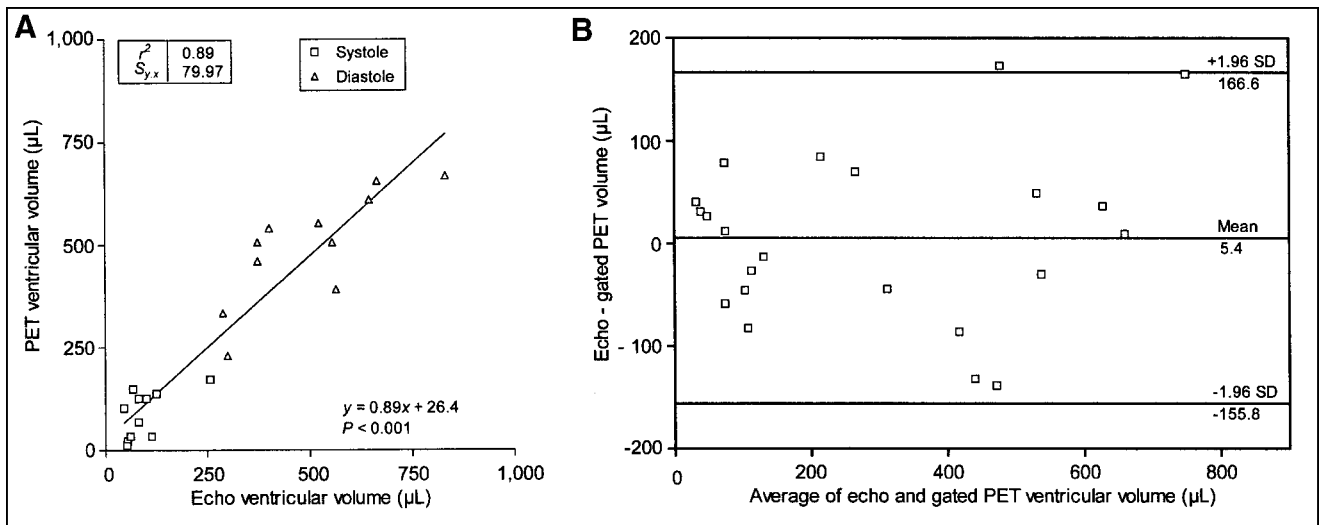 A
1,000
750
500
250
0
PET ventricular volume (µL)
r² 0.89
Sy.x 79.97
Systole
Diastole
y = 0.89x + 26.4
P < 0.001
0 250 500 750 1,000
Echo ventricular volume (µL)
B
200
100
0
- 100
-200
Echo - gated PET volume (µL)
+1.96 SD
166.6
Mean
5.4
-1.96 SD
-155.8
0 200 400 600 800
Average of echo and gated PET ventricular volume (µL)